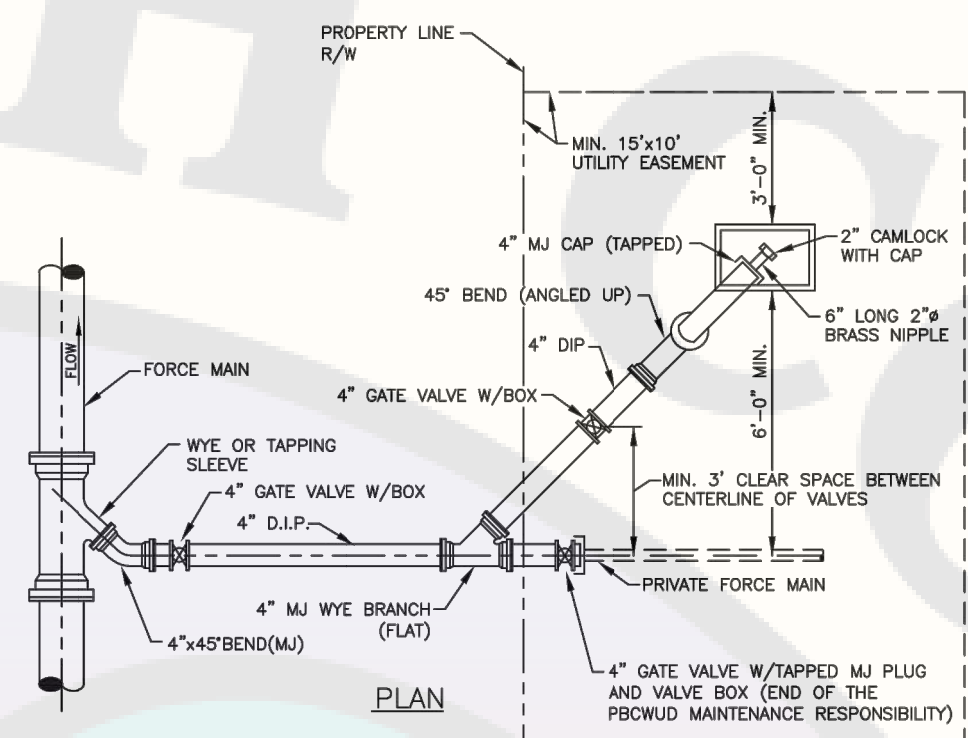 PROPERTY LINE
R/W
MIN. 15'x10'
UTILITY EASEMENT
3'-0" MIN.
4" MJ CAP (TAPPED)
2" CAMLOCK
WITH CAP
45° BEND (ANGLED UP)
6" LONG 2"ø
BRASS NIPPLE
4" DIP
FLOW
FORCE MAIN
4" GATE VALVE W/BOX
6'-0" MIN.
WYE OR TAPPING
SLEEVE
MIN. 3' CLEAR SPACE BETWEEN
CENTERLINE OF VALVES
4" GATE VALVE W/BOX
4" D.I.P.
PRIVATE FORCE MAIN
4" MJ WYE BRANCH
(FLAT)
4"x45°BEND(MJ)
4" GATE VALVE W/TAPPED MJ PLUG
AND VALVE BOX (END OF THE
PBCWUD MAINTENANCE RESPONSIBILITY)
PLAN